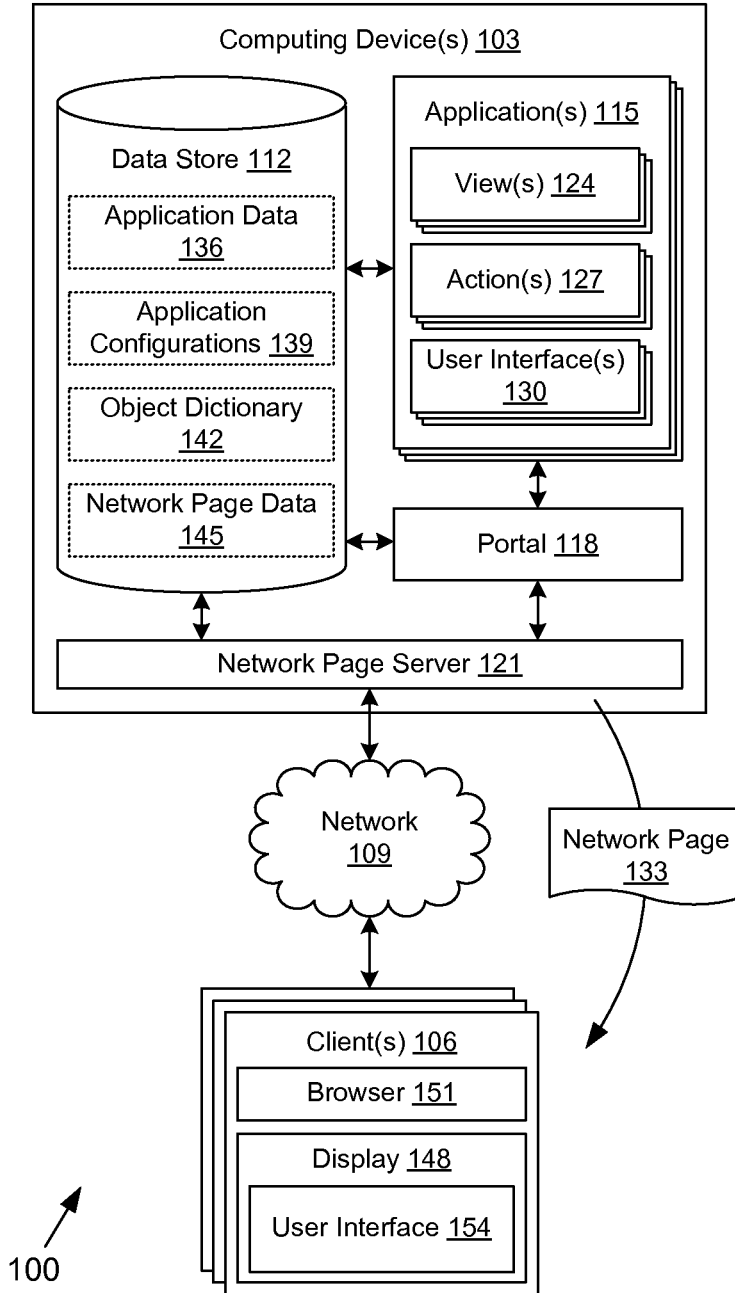 Computing Device(s) 103
Data Store 112
Application Data
136
Application
Configurations 139
Object Dictionary
142
Network Page Data
145
Application(s) 115
View(s) 124
Action(s) 127
User Interface(s)
130
Portal 118
Network Page Server 121
Network
109
Network Page
133
Client(s) 106
Browser 151
Display 148
User Interface 154
100